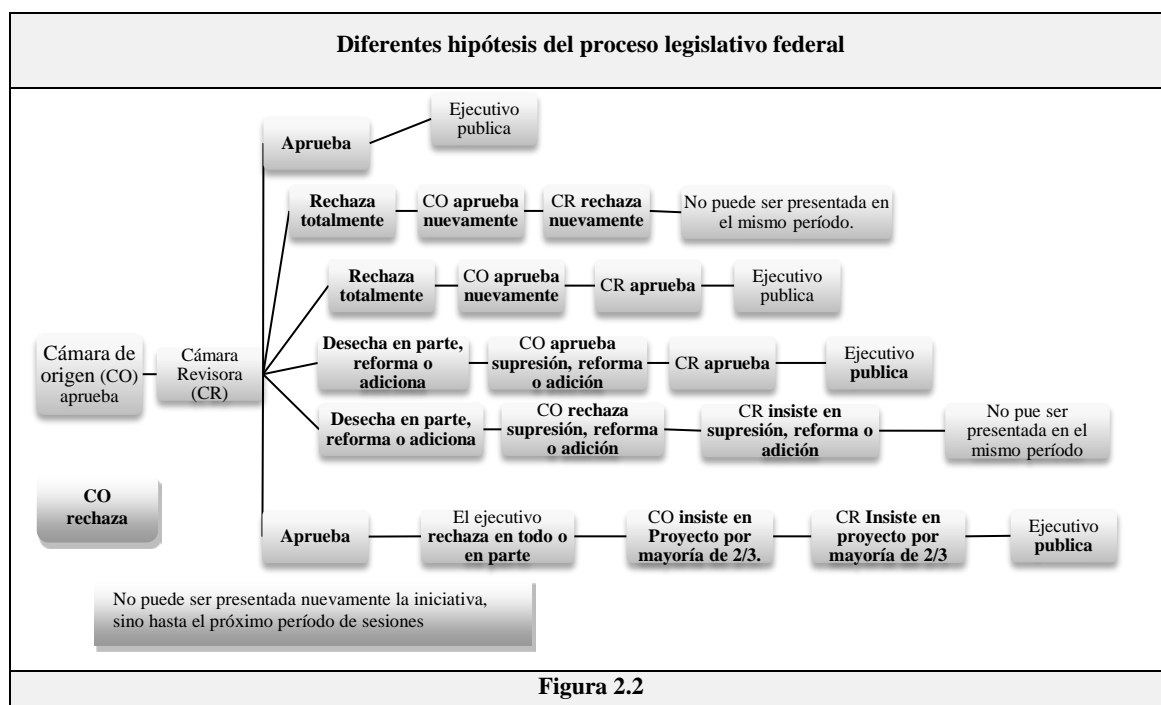 Diferentes hipótesis del proceso legislativo federal
Aprueba
Ejecutivo
publica
Rechaza
totalmente
CO aprueba
nuevamente
CR rechaza
nuevamente
No puede ser presentada en
el mismo período.
Rechaza
totalmente
CO aprueba
nuevamente
CR aprueba
Ejecutivo
publica
Cámara de
origen (CO)
aprueba
Cámara
Revisora
(CR)
Desecha en parte,
reforma o
adiciona
CO aprueba
supresión, reforma
o adición
CR aprueba
Ejecutivo
publica
Desecha en parte,
reforma o adiciona
CO rechaza
supresión, reforma
o adición
CR insiste en
supresión, reforma o
adición
No pue ser
presentada en el
mismo período
CO
rechaza
Aprueba
El ejecutivo
rechaza en todo o
en parte
CO insiste en
Proyecto por
mayoría de 2/3.
CR Insiste en
proyecto por
mayoría de 2/3
Ejecutivo
publica
No puede ser presentada nuevamente la iniciativa,
sino hasta el próximo período de sesiones
Figura 2.2